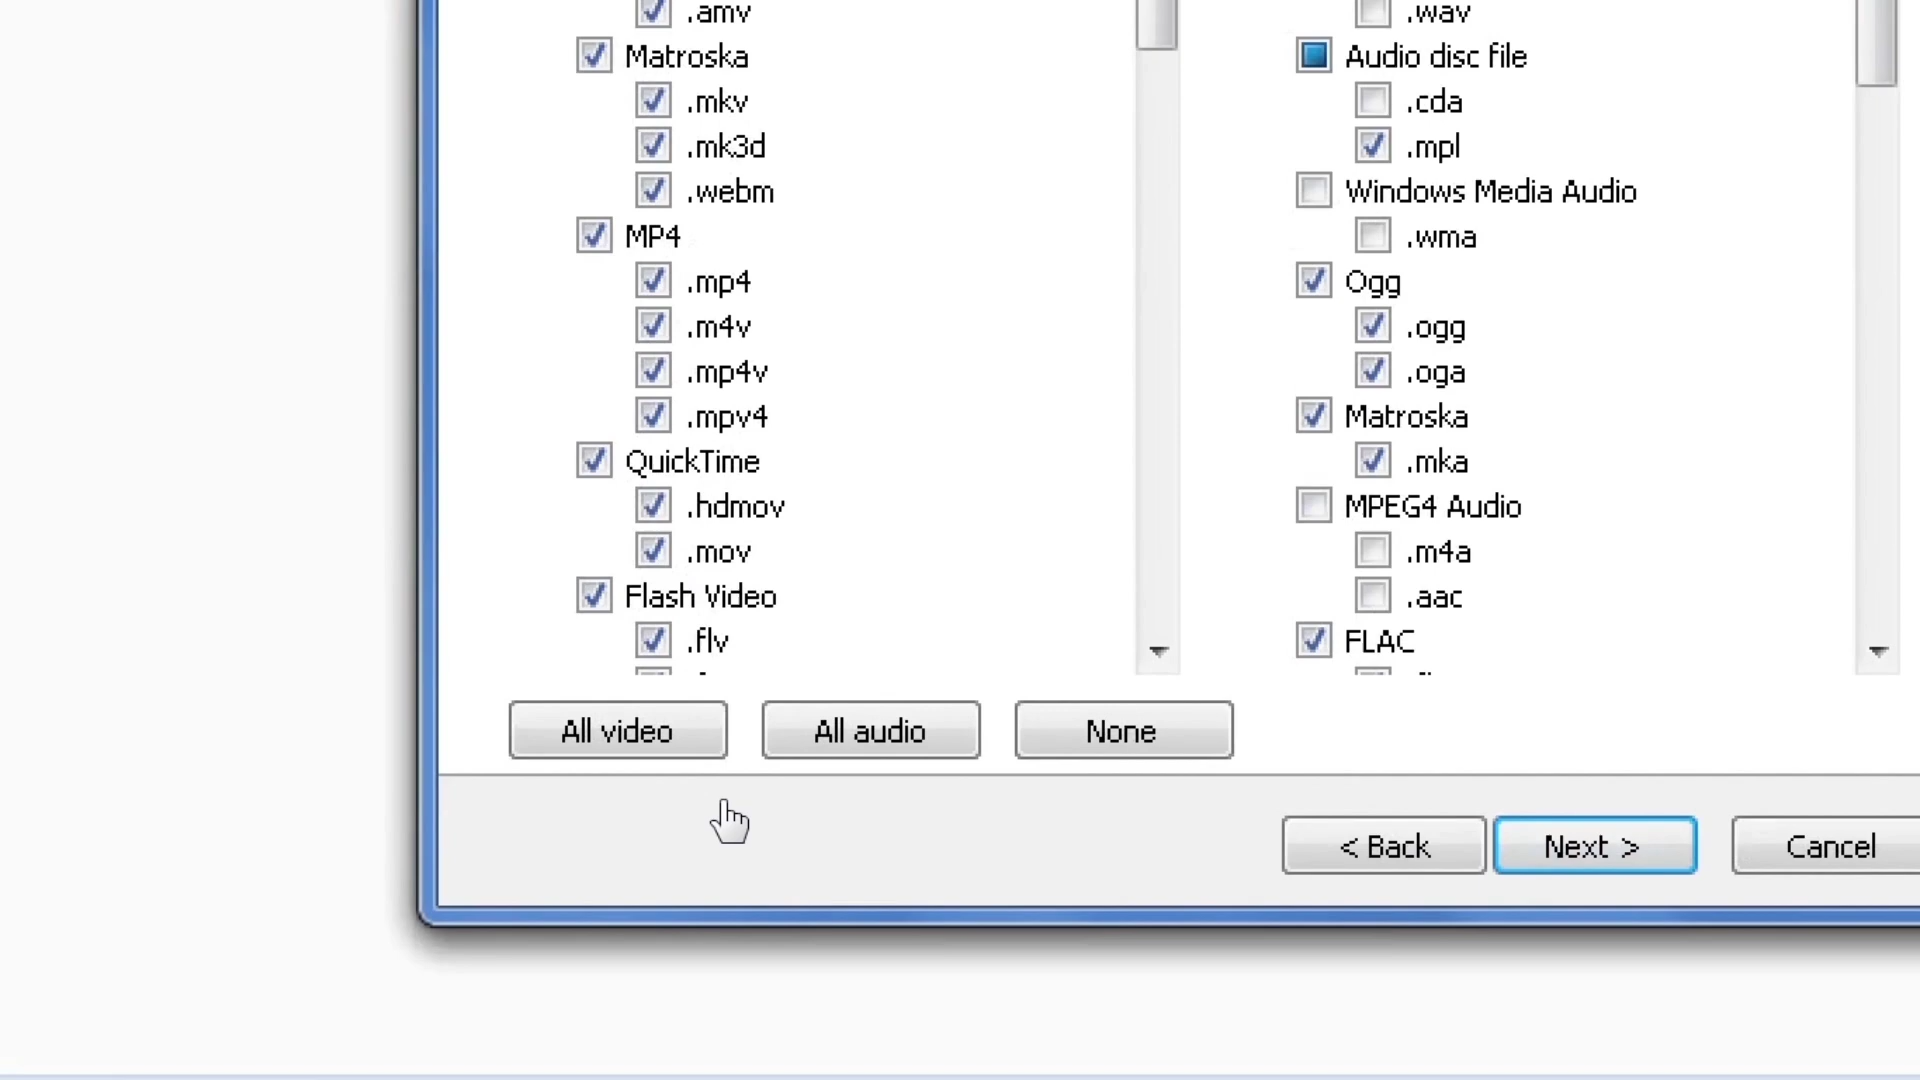 .amv
Matroska
.mkv
.mk3d
.webm
MP4
.mp4
.m4v
.mp4v
.mpv4
QuickTime
.hdmov
.mov
Flash Video
.flv
.wav
Audio disc file
.cda
.mpl
Windows Media Audio
.wma
Ogg
.ogg
.oga
Matroska
.mka
MPEG4 Audio
.m4a
.aac
FLAC
All video
All audio
None
< Back
Next >
Cancel